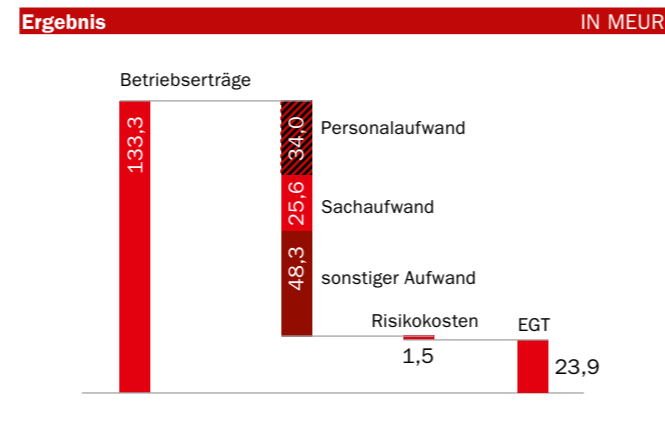 Ergebnis IN MEUR
Betriebserträge
133,3
34,0
Personalaufwand
25,6
Sachaufwand
48,3
sonstiger Aufwand
Risikokosten
1,5
EGT
23,9